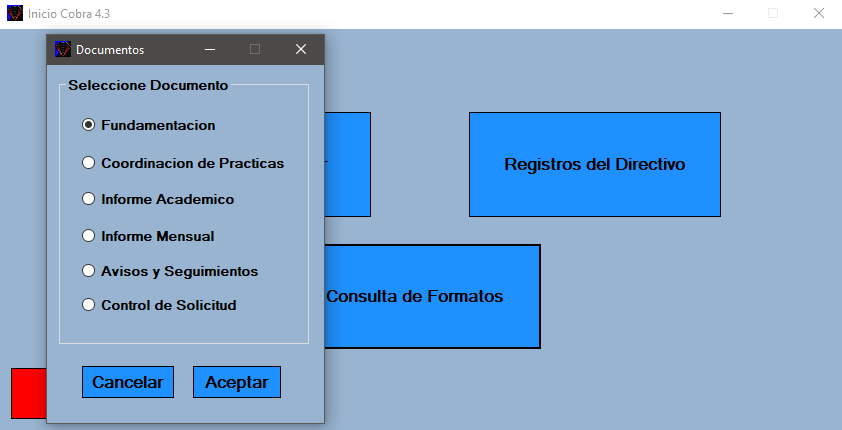 Inicio Cobra 4.3
Documentos
Seleccione Documento
Fundamentacion
Coordinacion de Practicas
Informe Academico
Informe Mensual
Avisos y Seguimientos
Control de Solicitud
Cancelar
Aceptar
Registros del Directivo
Consulta de Formatos